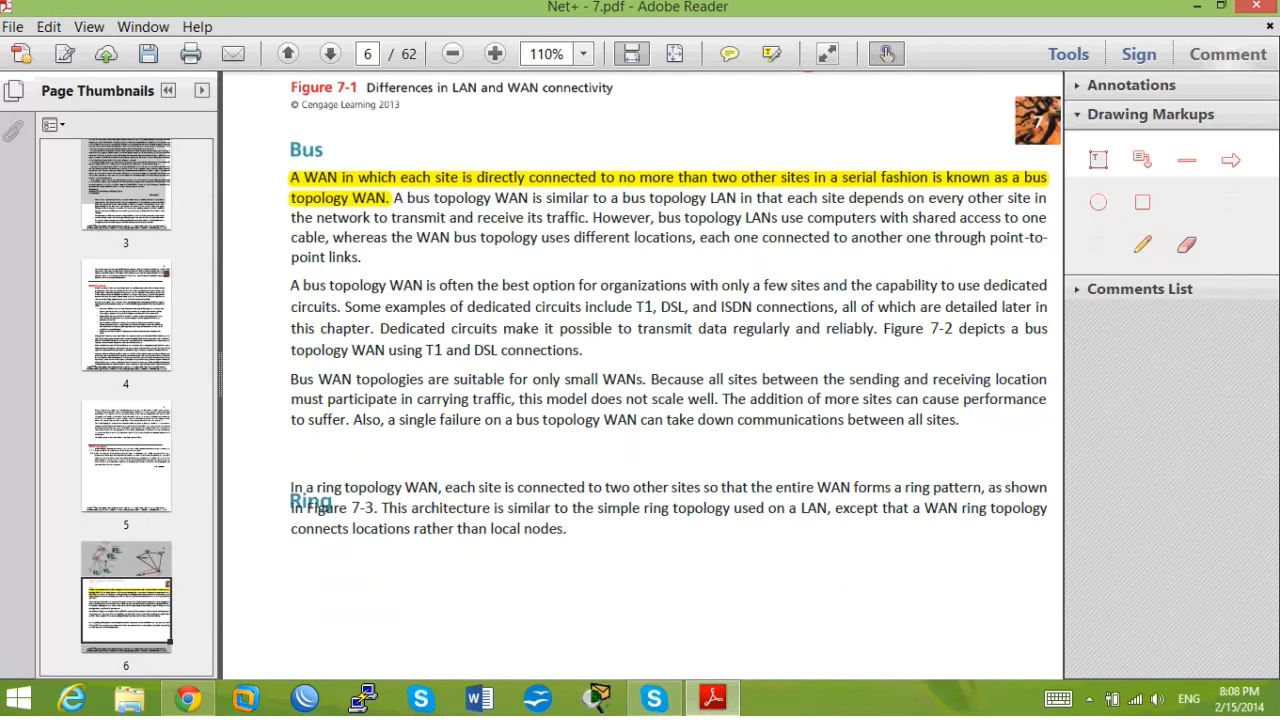 Net+ - 7.pdf - Adobe Reader
File Edit View Window Help
6 / 62 110% Tools Sign Comment
Page Thumbnails
3
4
5
6
Figure 7-1 Differences in LAN and WAN connectivity
© Cengage Learning 2013
7
Bus
A WAN in which each site is directly connected to no more than two other sites in a serial fashion is known as a bus
topology WAN. A bus topology WAN is similar to a bus topology LAN in that each site depends on every other site in
the network to transmit and receive its traffic. However, bus topology LANs use computers with shared access to one
cable, whereas the WAN bus topology uses different locations, each one connected to another one through point-to-
point links.
A bus topology WAN is often the best option for organizations with only a few sites and the capability to use dedicated
circuits. Some examples of dedicated circuits include T1, DSL, and ISDN connections, all of which are detailed later in
this chapter. Dedicated circuits make it possible to transmit data regularly and reliably. Figure 7-2 depicts a bus
topology WAN using T1 and DSL connections.
Bus WAN topologies are suitable for only small WANs. Because all sites between the sending and receiving location
must participate in carrying traffic, this model does not scale well. The addition of more sites can cause performance
to suffer. Also, a single failure on a bus topology WAN can take down communications between all sites.
Ring
In a ring topology WAN, each site is connected to two other sites so that the entire WAN forms a ring pattern, as shown
in Figure 7-3. This architecture is similar to the simple ring topology used on a LAN, except that a WAN ring topology
connects locations rather than local nodes.
Annotations
Drawing Markups
Comments List
ENG
8:08 PM
2/15/2014